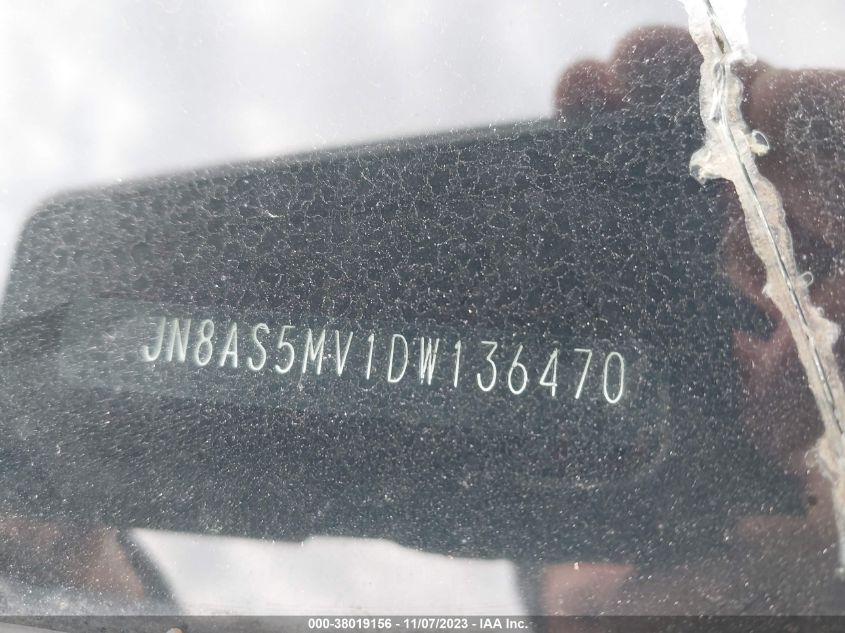 JN8AS5MV1DW136470
000-38019156 - 11/07/2023 - IAA Inc.